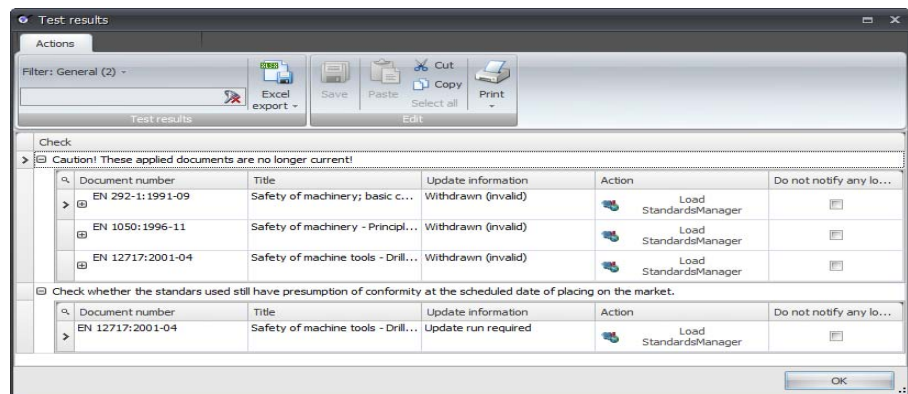 Test results
Actions
Filter: General (2)
Excel
export
Save
Paste
Cut
Copy
Select all
Print
Test results
Edit
Check
Caution! These applied documents are no longer current!
Document number Title Update information Action Do not notify any lo...
EN 292-1:1991-09 Safety of machinery; basic c... Withdrawn (invalid) Load
StandardsManager
EN 1050:1996-11 Safety of machinery - Principl... Withdrawn (invalid) Load
StandardsManager
EN 12717:2001-04 Safety of machine tools - Drill... Withdrawn (invalid) Load
StandardsManager
Check whether the standars used still have presumption of conformity at the scheduled date of placing on the market.
Document number Title Update information Action Do not notify any lo...
EN 12717:2001-04 Safety of machine tools - Drill... Update run required Load
StandardsManager
OK